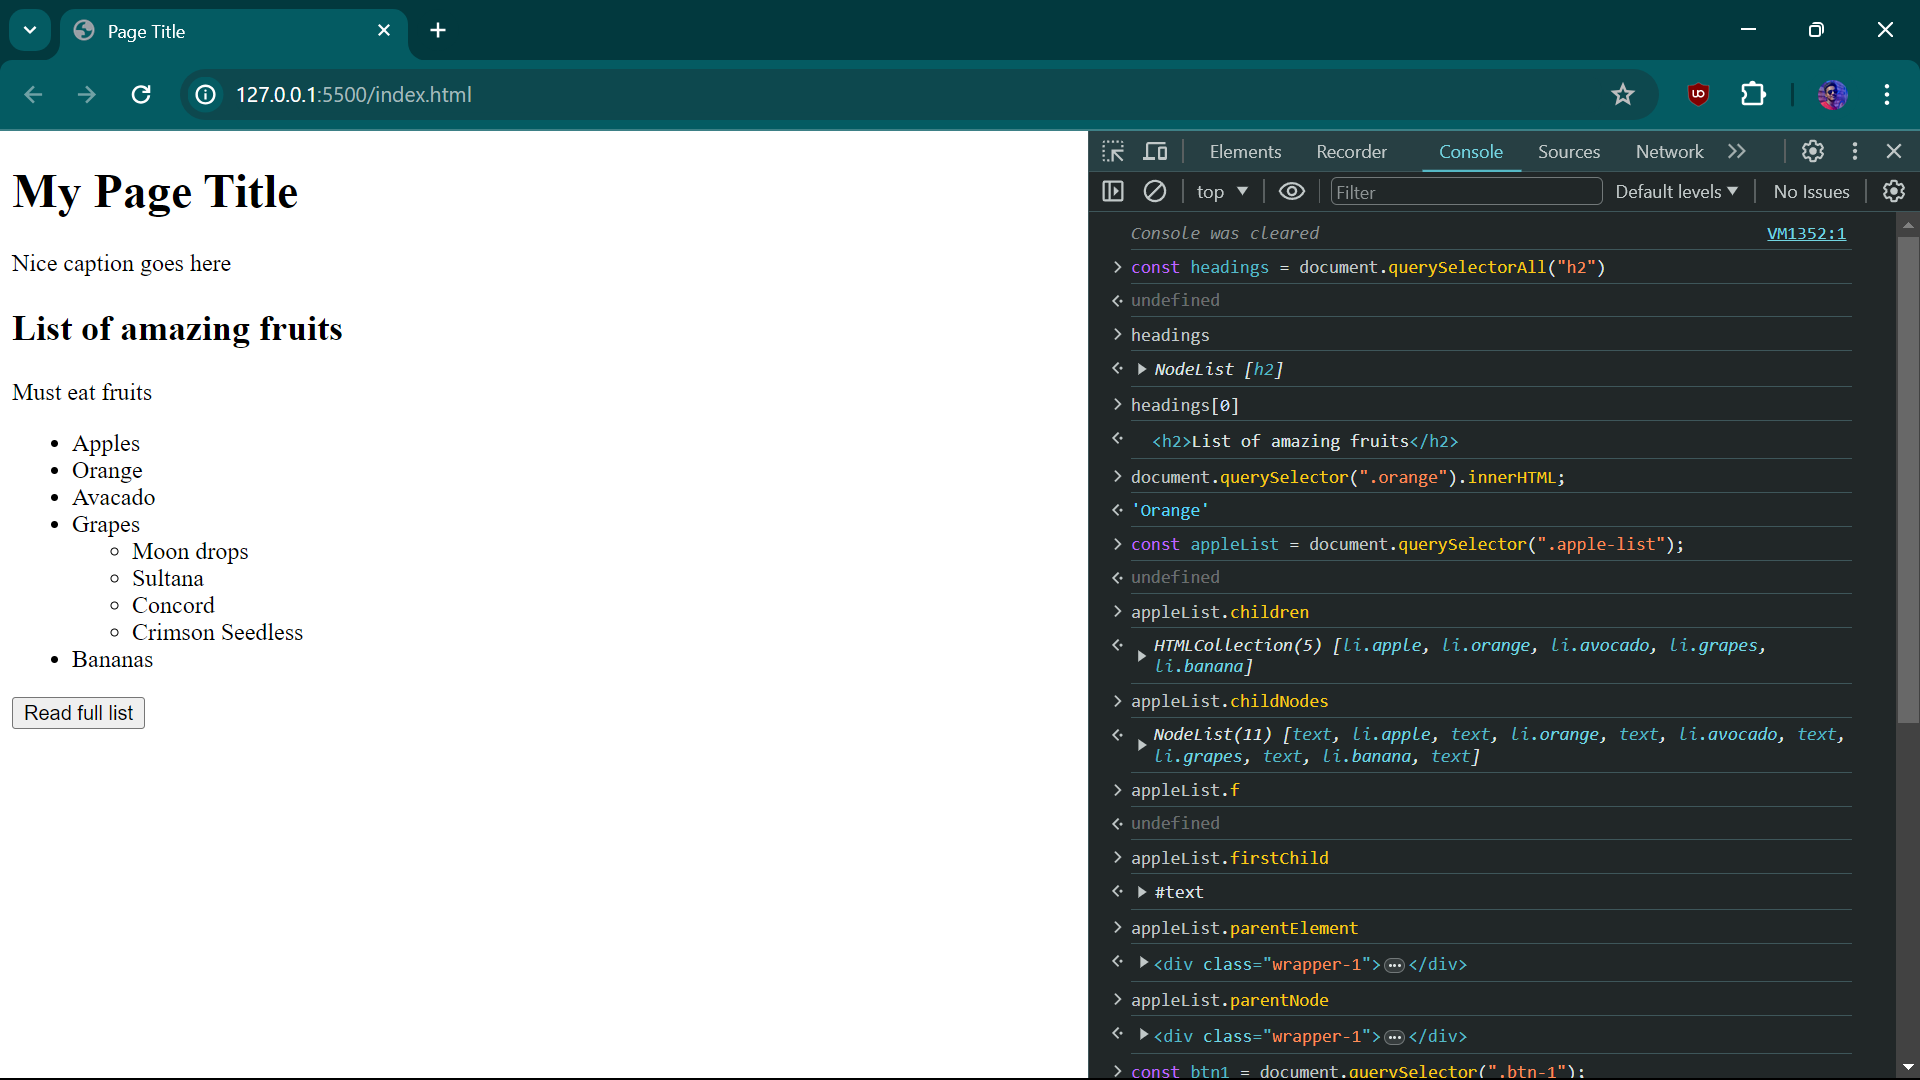 Page Title
127.0.0.1:5500/index.html
My Page Title
Nice caption goes here
List of amazing fruits
Must eat fruits
Apples
Orange
Avacado
Grapes
Moon drops
Sultana
Concord
Crimson Seedless
Bananas
Read full list
Elements Recorder Console Sources Network
top Filter Default levels No Issues
Console was cleared VM1352:1
const headings = document.querySelectorAll("h2")
undefined
headings
NodeList [h2]
headings[0]
<h2>List of amazing fruits</h2>
document.querySelector(".orange").innerHTML;
'Orange'
const appleList = document.querySelector(".apple-list");
undefined
appleList.children
HTMLCollection(5) [li.apple, li.orange, li.avocado, li.grapes,
li.banana]
appleList.childNodes
NodeList(11) [text, li.apple, text, li.orange, text, li.avocado, text,
li.grapes, text, li.banana, text]
appleList.f
undefined
appleList.firstChild
#text
appleList.parentElement
<div class="wrapper-1">…</div>
appleList.parentNode
<div class="wrapper-1">…</div>
const btn1 = document.querySelector(".btn-1");